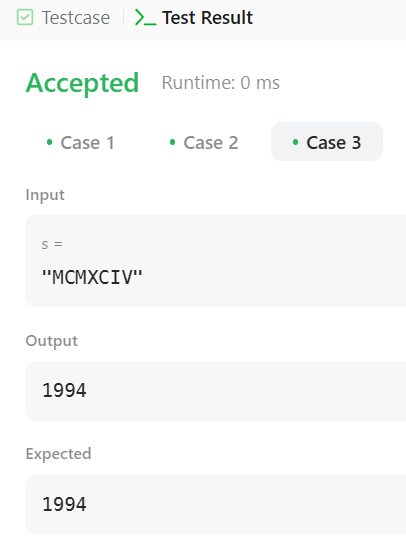 Testcase Test Result
Accepted Runtime: 0 ms
Case 1 Case 2 Case 3
Input
s =
"MCMXCIV"
Output
1994
Expected
1994